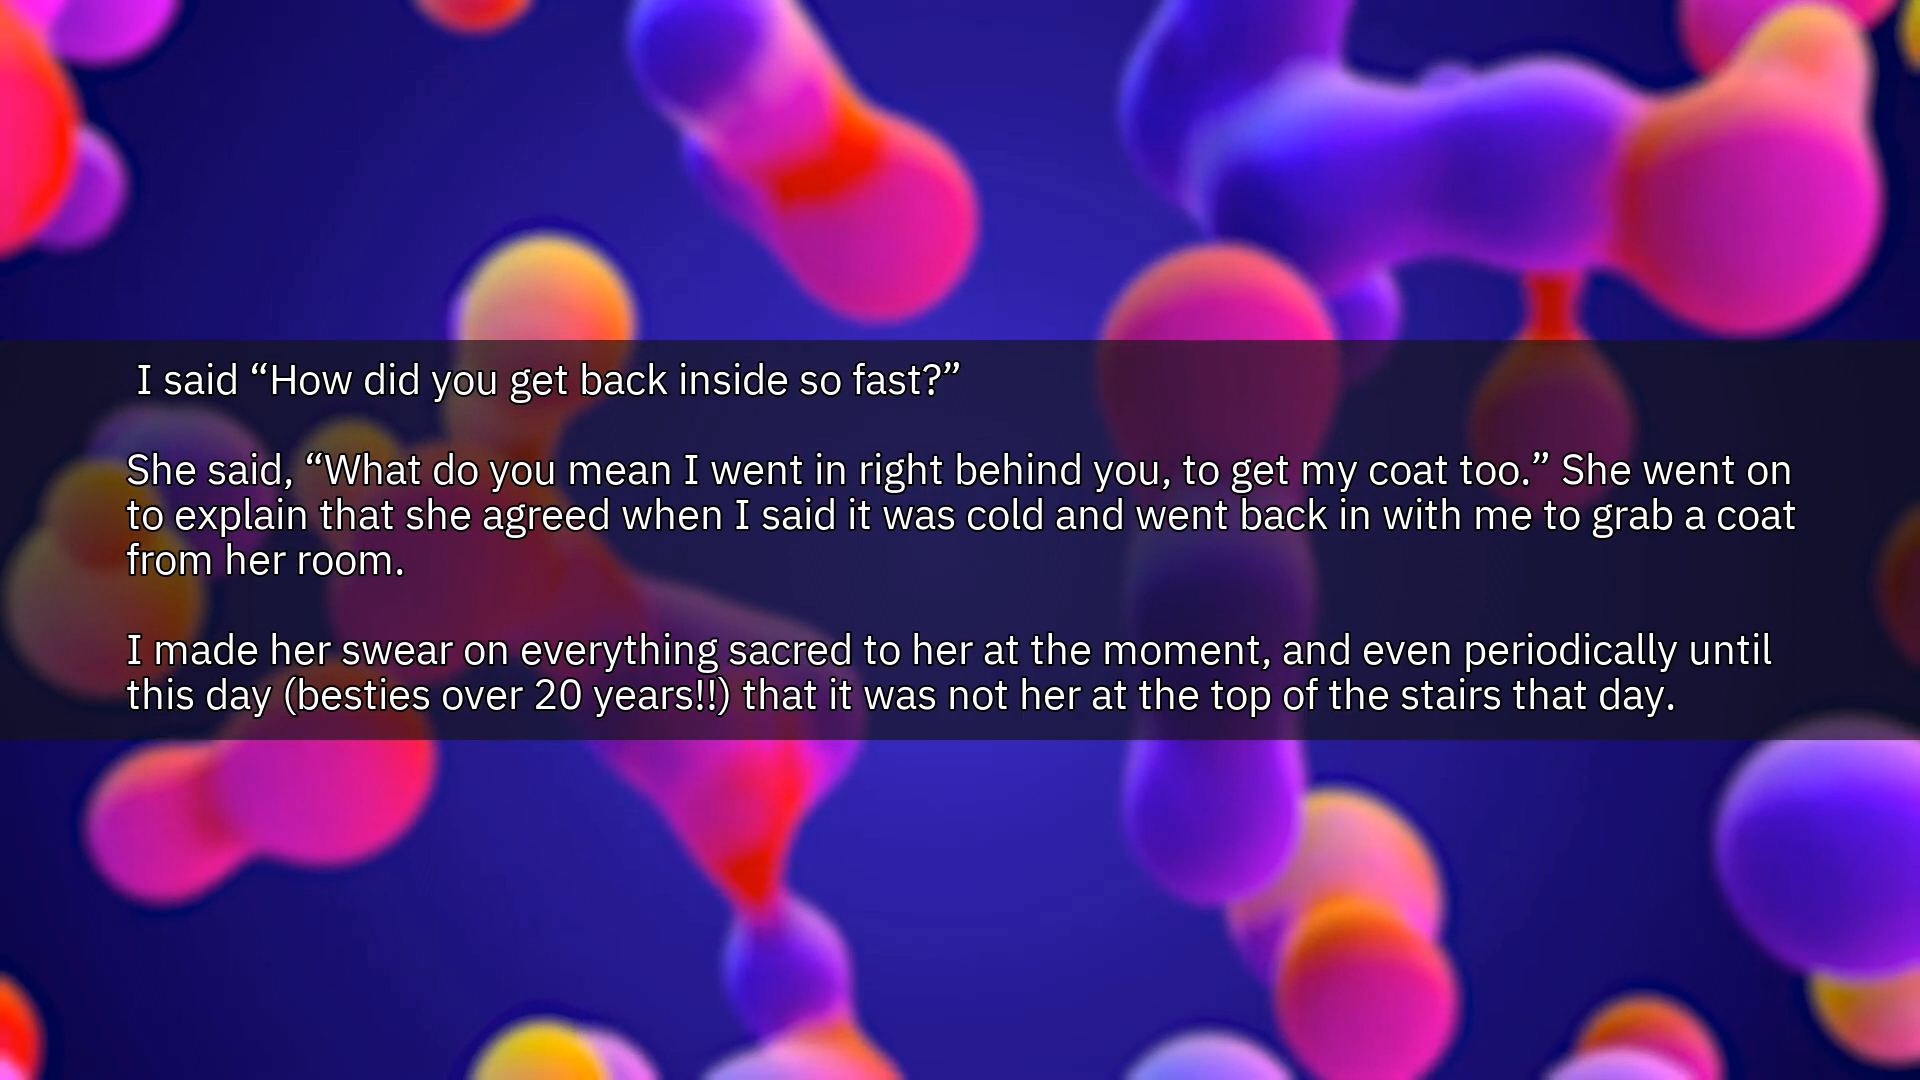 I said “How did you get back inside so fast?”
She said, “What do you mean I went in right behind you, to get my coat too.” She went on
to explain that she agreed when I said it was cold and went back in with me to grab a coat
from her room.
I made her swear on everything sacred to her at the moment, and even periodically until
this day (besties over 20 years!!) that it was not her at the top of the stairs that day.